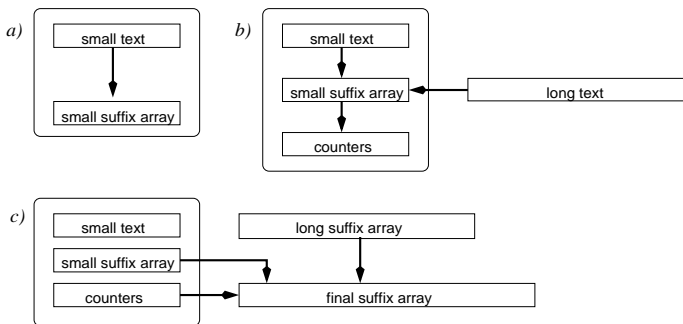 a)
small text
small suffix array
b)
small text
small suffix array
long text
counters
c)
small text
long suffix array
small suffix array
counters
final suffix array